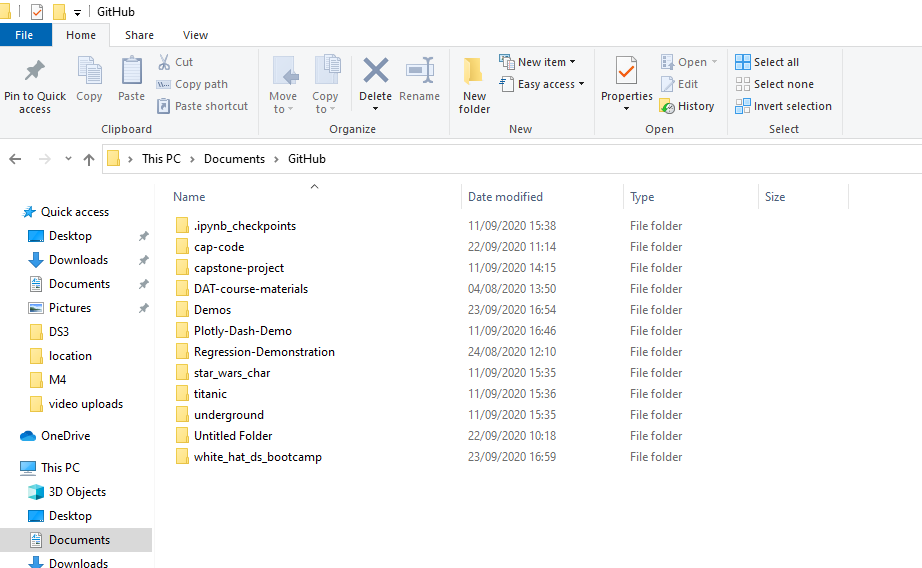 GitHub
File Home Share View
Pin to Quick access
Copy
Paste
Cut
Copy path
Paste shortcut
Clipboard
Move to
Copy to
Delete
Rename
Organize
New folder
New item
Easy access
New
Properties
Open
Edit
History
Open
Select all
Select none
Invert selection
Select
This PC > Documents > GitHub
Name Date modified Type Size
Quick access
Desktop
Downloads
Documents
Pictures
DS3
location
M4
video uploads
OneDrive
This PC
3D Objects
Desktop
Documents
Downloads
.ipynb_checkpoints 11/09/2020 15:38 File folder
cap-code 22/09/2020 11:14 File folder
capstone-project 11/09/2020 14:15 File folder
DAT-course-materials 04/08/2020 13:50 File folder
Demos 23/09/2020 16:54 File folder
Plotly-Dash-Demo 11/09/2020 16:46 File folder
Regression-Demonstration 24/08/2020 12:10 File folder
star_wars_char 11/09/2020 15:35 File folder
titanic 11/09/2020 15:36 File folder
underground 11/09/2020 15:35 File folder
Untitled Folder 22/09/2020 10:18 File folder
white_hat_ds_bootcamp 23/09/2020 16:59 File folder